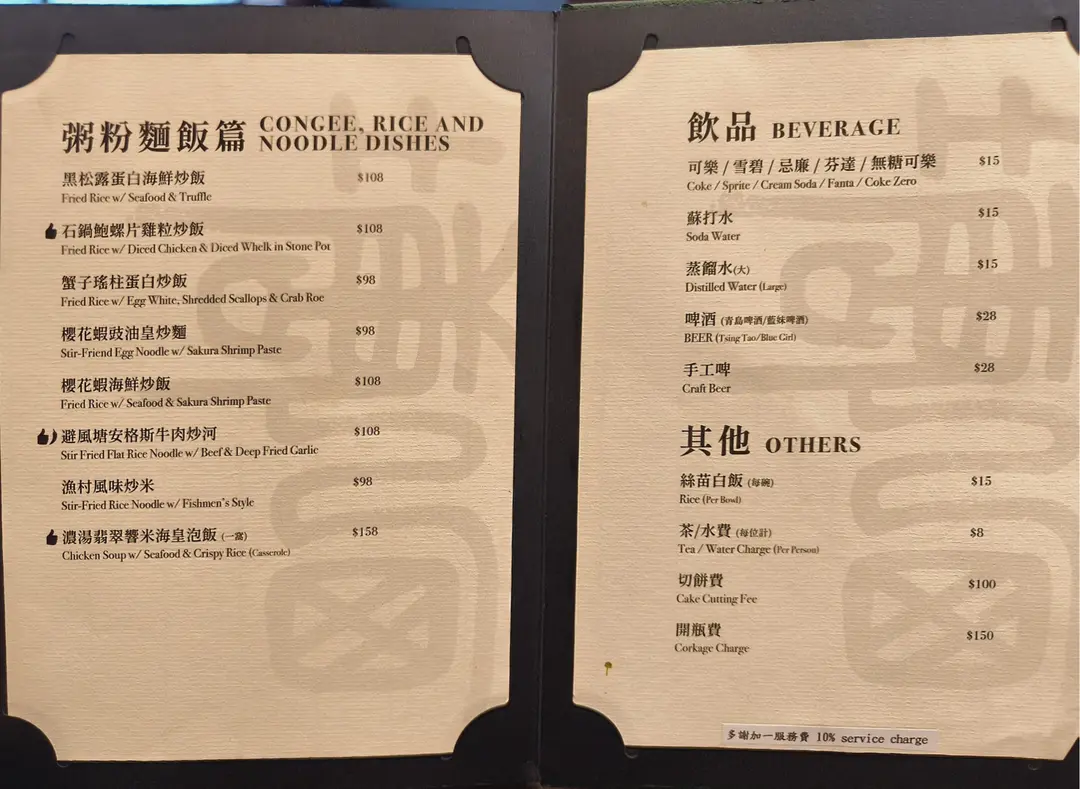 粥粉麵飯篇 CONGEE, RICE AND NOODLE DISHES
黑松露蛋白海鮮炒飯 $108
Fried Rice w/ Seafood & Truffle
石鍋鮑螺片雞粒炒飯 $108
Fried Rice w/ Diced Chicken & Diced Whelk in Stone Pot
蟹子瑤柱蛋白炒飯 $98
Fried Rice w/ Egg White, Shredded Scallops & Crab Roe
櫻花蝦豉油皇炒麵 $98
Stir-Friend Egg Noodle w/ Sakura Shrimp Paste
櫻花蝦海鮮炒飯 $108
Fried Rice w/ Seafood & Sakura Shrimp Paste
避風塘安格斯牛肉炒河 $108
Stir Fried Flat Rice Noodle w/ Beef & Deep Fried Garlic
漁村風味炒米 $98
Stir-Fried Rice Noodle w/ Fishmen's Style
濃湯翡翠響米海皇泡飯 (一窩) $158
Chicken Soup w/ Seafood & Crispy Rice (Casserole)
飲品 BEVERAGE
可樂 / 雪碧 / 忌廉 / 芬達 / 無糖可樂 $15
Coke / Sprite / Cream Soda / Fanta / Coke Zero
蘇打水 $15
Soda Water
蒸餾水(大) $15
Distilled Water (Large)
啤酒 (青島啤酒/藍妹啤酒) $28
BEER (Tsing Tao/Blue Girl)
手工啤 $28
Craft Beer
其他 OTHERS
絲苗白飯 (每碗) $15
Rice (Per Bowl)
茶/水費 (每位計) $8
Tea / Water Charge (Per Person)
切餅費 $100
Cake Cutting Fee
開瓶費 $150
Corkage Charge
多謝加一服務費 10% service charge